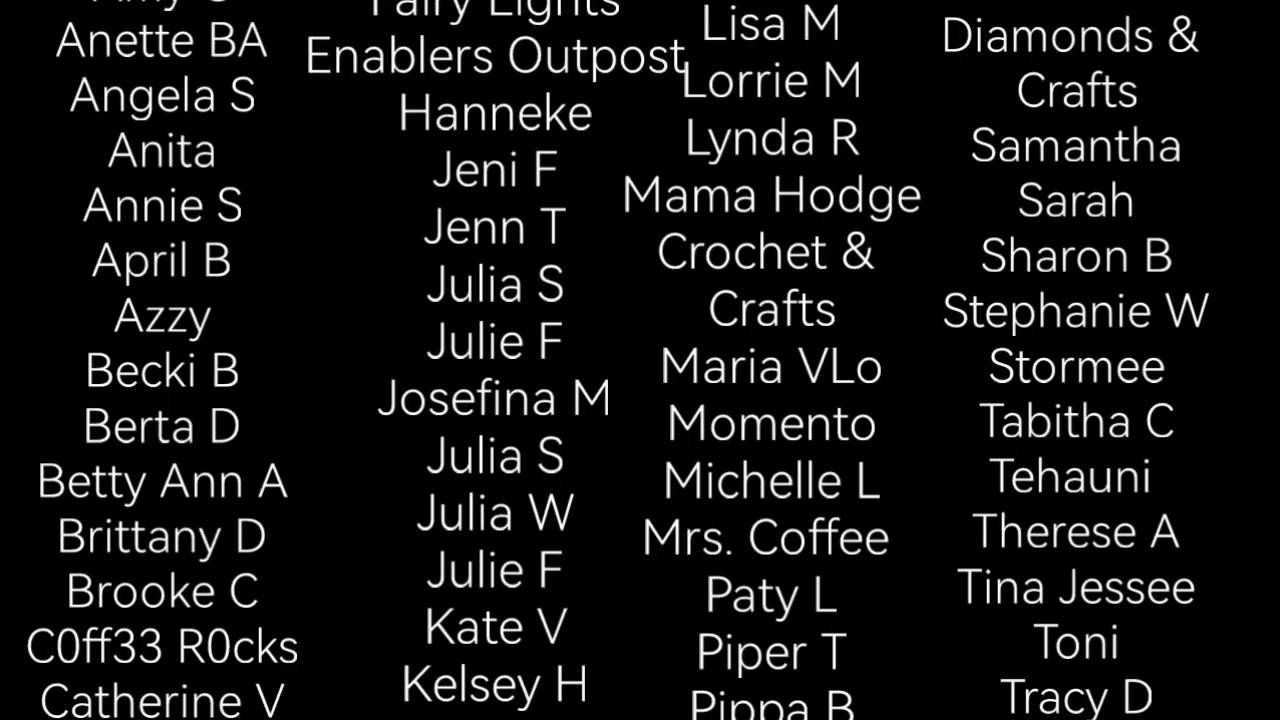 Anette BA
Angela S
Anita
Annie S
April B
Azzy
Becki B
Berta D
Betty Ann A
Brittany D
Brooke C
C0ff33 R0cks
Catherine V
Fairy Lights
Enablers Outpost
Hanneke
Jeni F
Jenn T
Julia S
Julie F
Josefina M
Julia S
Julia W
Julie F
Kate V
Kelsey H
Lisa M
Lorrie M
Lynda R
Mama Hodge
Crochet &
Crafts
Maria VLo
Momento
Michelle L
Mrs. Coffee
Paty L
Piper T
Pippa B
Diamonds &
Crafts
Samantha
Sarah
Sharon B
Stephanie W
Stormee
Tabitha C
Tehauni
Therese A
Tina Jessee
Toni
Tracy D